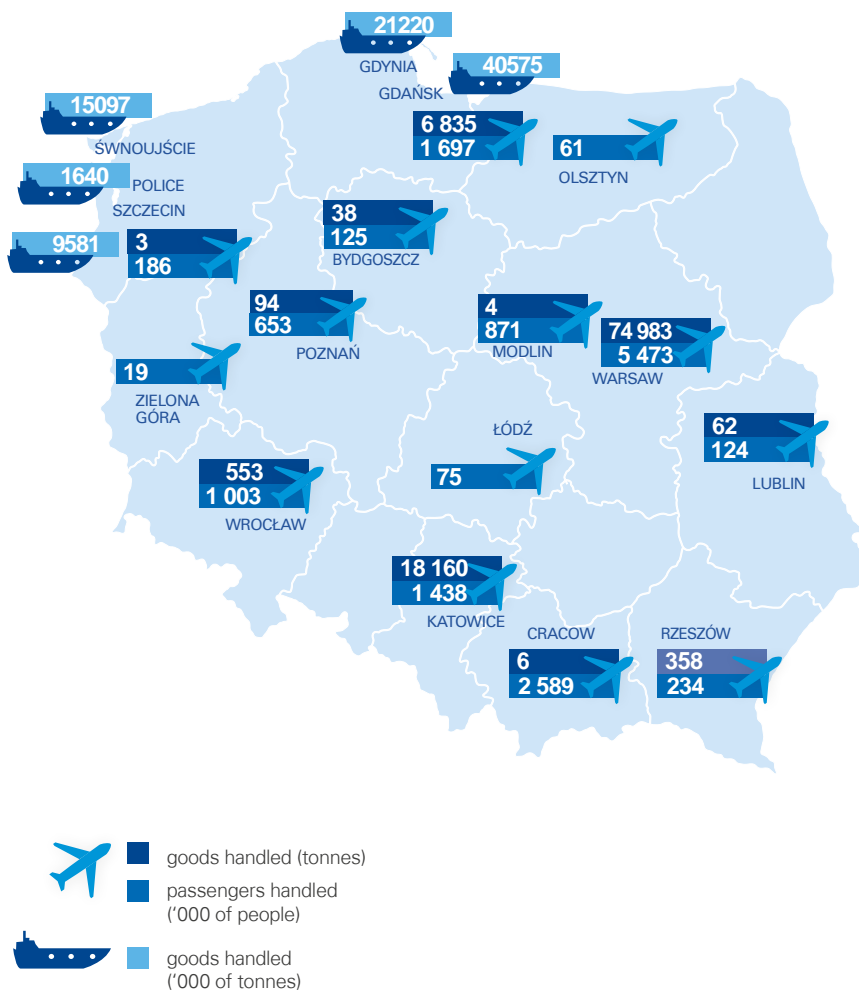 21220
GDYNIA
40575
GDAŃSK
15097
ŚWNOUJŚCIE
6 835
1 697
61
OLSZTYN
1640
POLICE
SZCZECIN
9581
3
186
38
125
BYDGOSZCZ
94
653
POZNAŃ
4
871
MODLIN
74 983
5 473
WARSAW
19
ZIELONA
GÓRA
62
124
LUBLIN
ŁÓDŹ
75
553
1 003
WROCŁAW
18 160
1 438
KATOWICE
CRACOW
6
2 589
RZESZÓW
358
234
goods handled (tonnes)
passengers handled
('000 of people)
goods handled
('000 of tonnes)